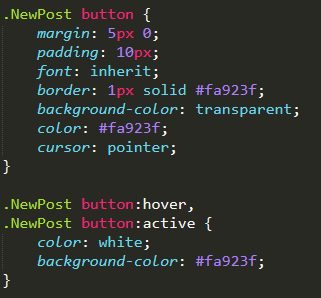 .NewPost button {
    margin: 5px 0;
    padding: 10px;
    font: inherit;
    border: 1px solid #fa923f;
    background-color: transparent;
    color: #fa923f;
    cursor: pointer;
}

.NewPost button:hover,
.NewPost button:active {
    color: white;
    background-color: #fa923f;
}